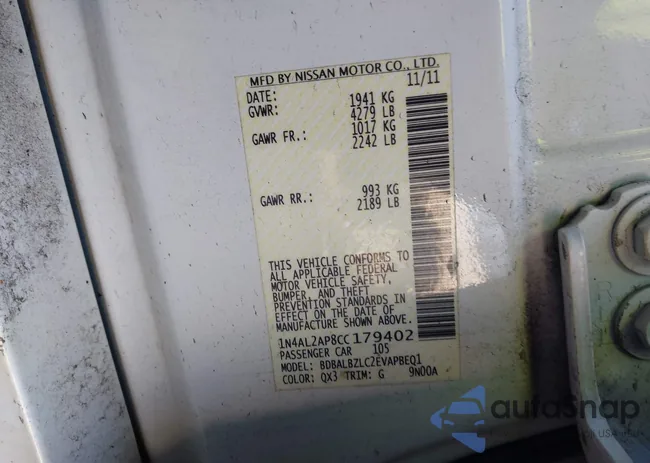 MFD BY NISSAN MOTOR CO., LTD.
DATE: 11/11
GVWR: 1941 KG
4279 LB
GAWR FR.: 1017 KG
2242 LB
GAWR RR.: 993 KG
2189 LB
THIS VEHICLE CONFORMS TO
ALL APPLICABLE FEDERAL
MOTOR VEHICLE SAFETY,
BUMPER, AND THEFT
PREVENTION STANDARDS IN
EFFECT ON THE DATE OF
MANUFACTURE SHOWN ABOVE.
1N4AL2AP8CC179402
PASSENGER CAR 105
MODEL: BDBALBZLC2EVAPBEQ1
COLOR: QX3 TRIM: G 9N00A
autoSnap